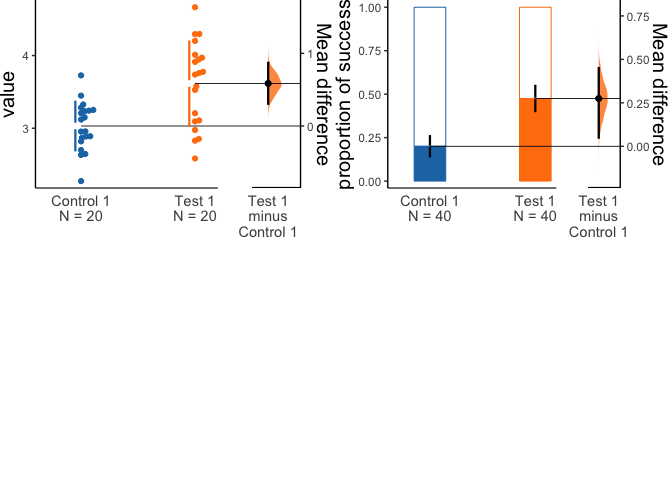 value
4
3
1
0
Mean difference
Control 1
N = 20
Test 1
N = 20
Test 1
minus
Control 1
proportion of success
1.00
0.75
0.50
0.25
0.00
0.75
0.50
0.25
0.00
Mean difference
Control 1
N = 40
Test 1
N = 40
Test 1
minus
Control 1